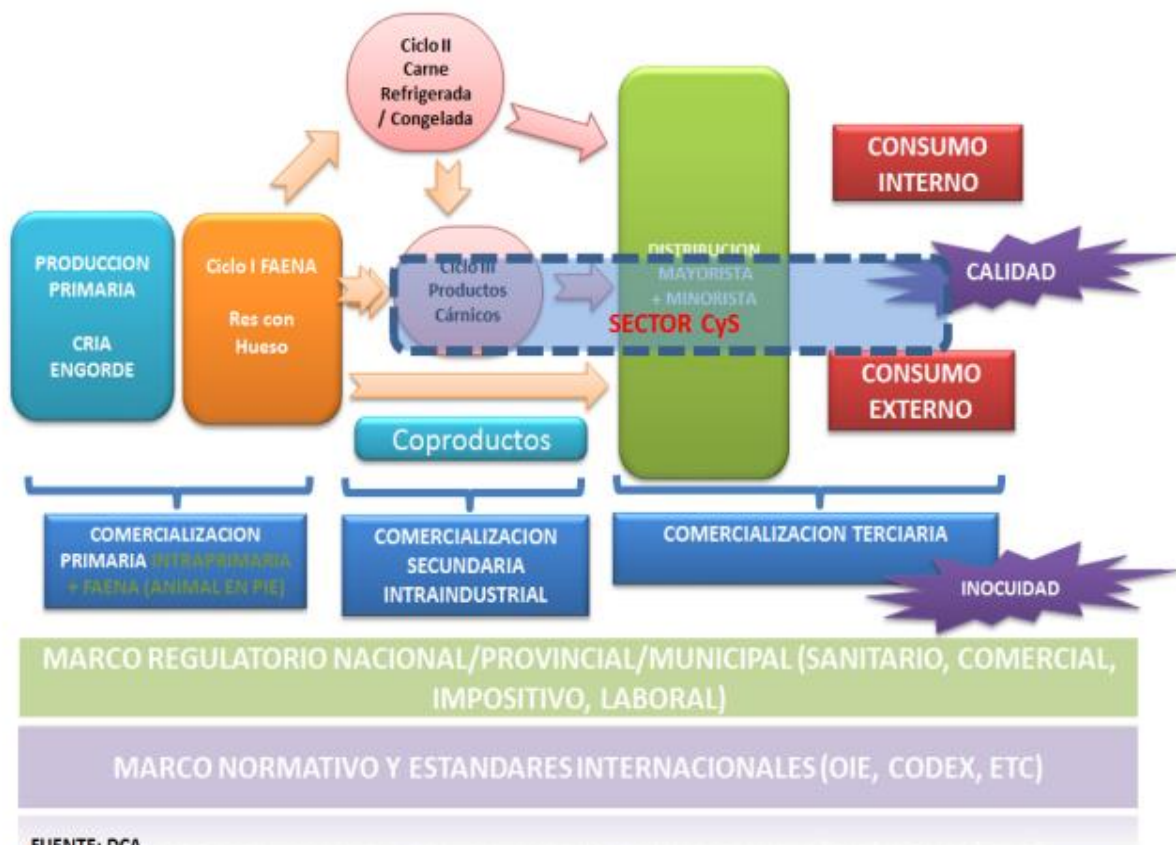 Ciclo II
Carne
Refrigerada
/ Congelada
CONSUMO
INTERNO
PRODUCCION
PRIMARIA
CRIA
ENGORDE
Ciclo I FAENA
Res con
Hueso
Ciclo III
Productos
Cárnicos
DISTRIBUCION
MAYORISTA
+ MINORISTA
SECTOR CyS
CALIDAD
CONSUMO
EXTERNO
Coproductos
COMERCIALIZACION
PRIMARIA INTRAPRIMARIA
+ FAENA (ANIMAL EN PIE)
COMERCIALIZACION
SECUNDARIA
INTRAINDUSTRIAL
COMERCIALIZACION TERCIARIA
INOCUIDAD
MARCO REGULATORIO NACIONAL/PROVINCIAL/MUNICIPAL (SANITARIO, COMERCIAL,
IMPOSITIVO, LABORAL)
MARCO NORMATIVO Y ESTANDARES INTERNACIONALES (OIE, CODEX, ETC)
FUENTE: DCA